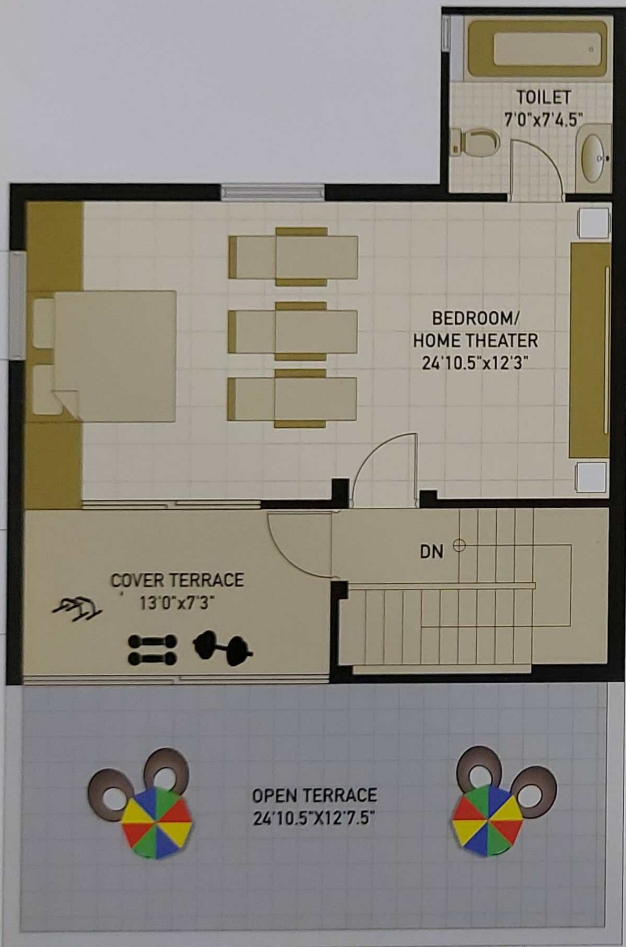 TOILET
7'0"x7'4.5"
BEDROOM/
HOME THEATER
24'10.5"x12'3"
DN
COVER TERRACE
13'0"x7'3"
OPEN TERRACE
24'10.5"X12'7.5"